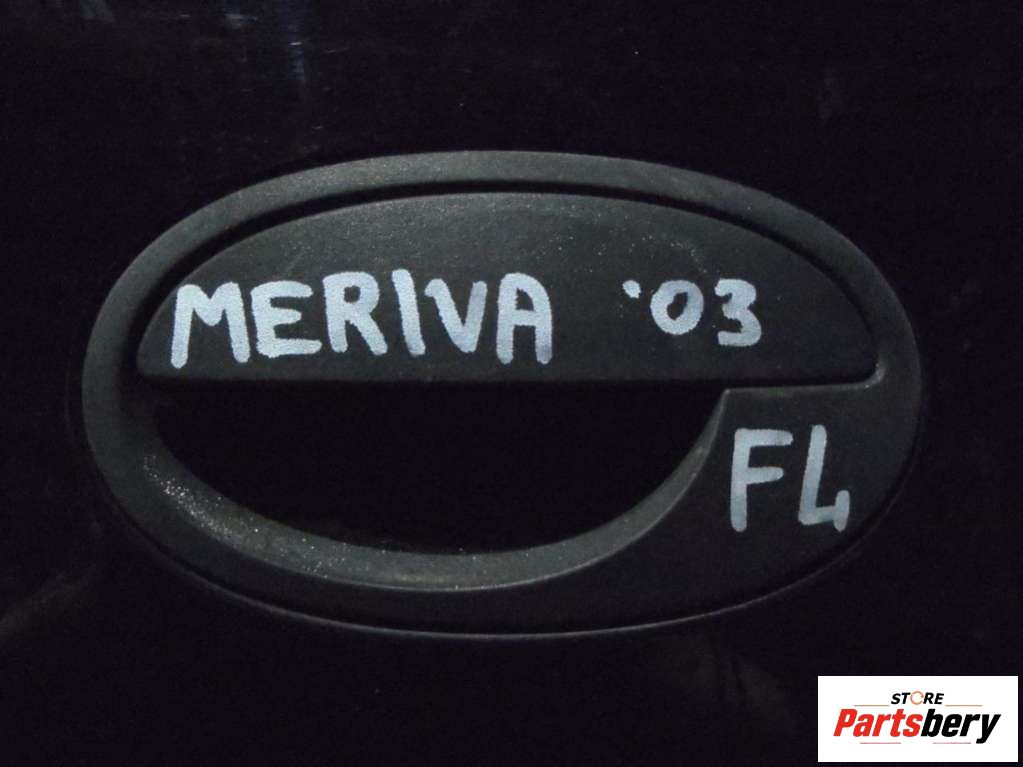 MERIVA '03
FL
STORE
Partsbery